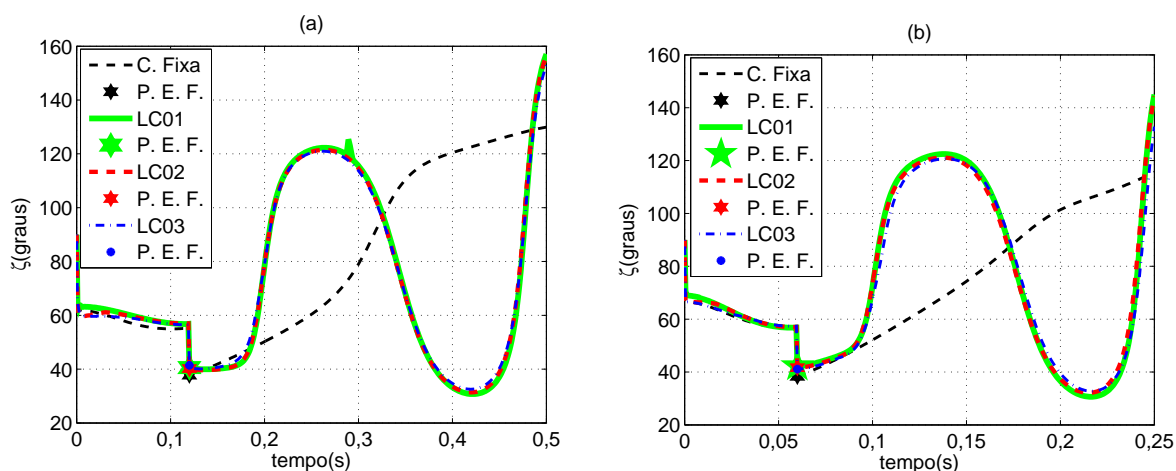 (a)
160
140
120
100
80
60
40
20
ζ(graus)
C. Fixa
P. E. F.
LC01
P. E. F.
LC02
P. E. F.
LC03
P. E. F.
0
0,1
0,2
0,3
0,4
0,5
tempo(s)
(b)
160
140
120
100
80
60
40
20
ζ(graus)
C. Fixa
P. E. F.
LC01
P. E. F.
LC02
P. E. F.
LC03
P. E. F.
0
0,05
0,1
0,15
0,2
0,25
tempo(s)